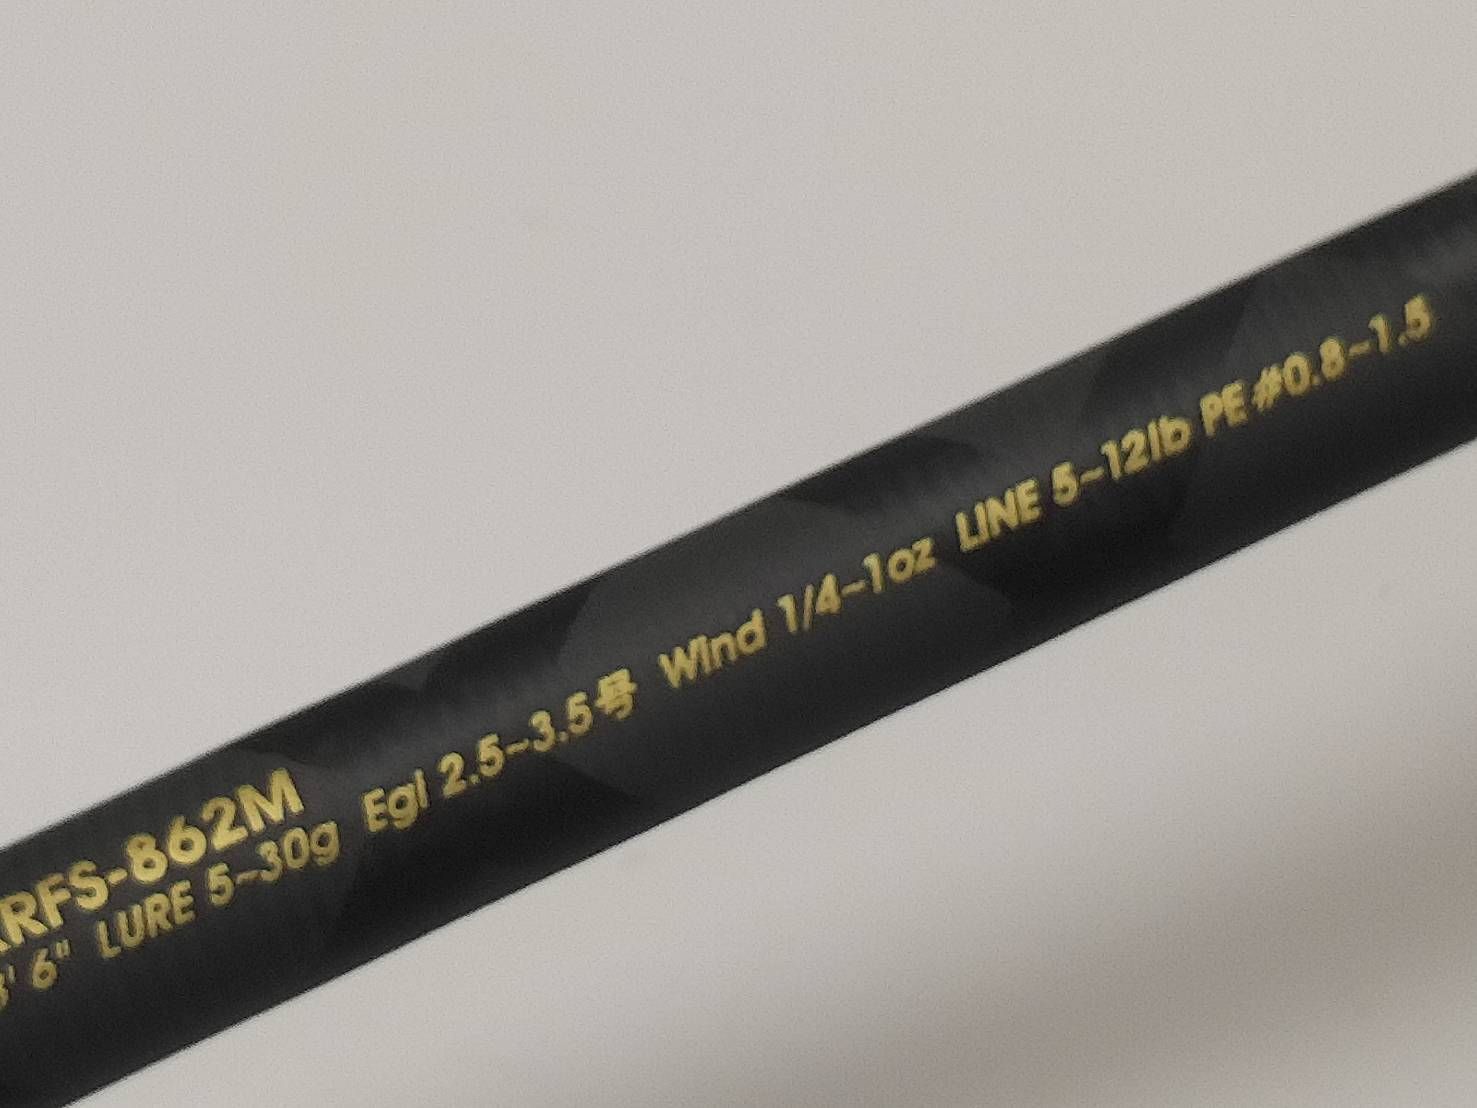 RFS-862M
6" LURE 5-30g Egi 2.5-3.5号 Wind 1/4-1oz LINE 5-12lb PE #0.8-1.5